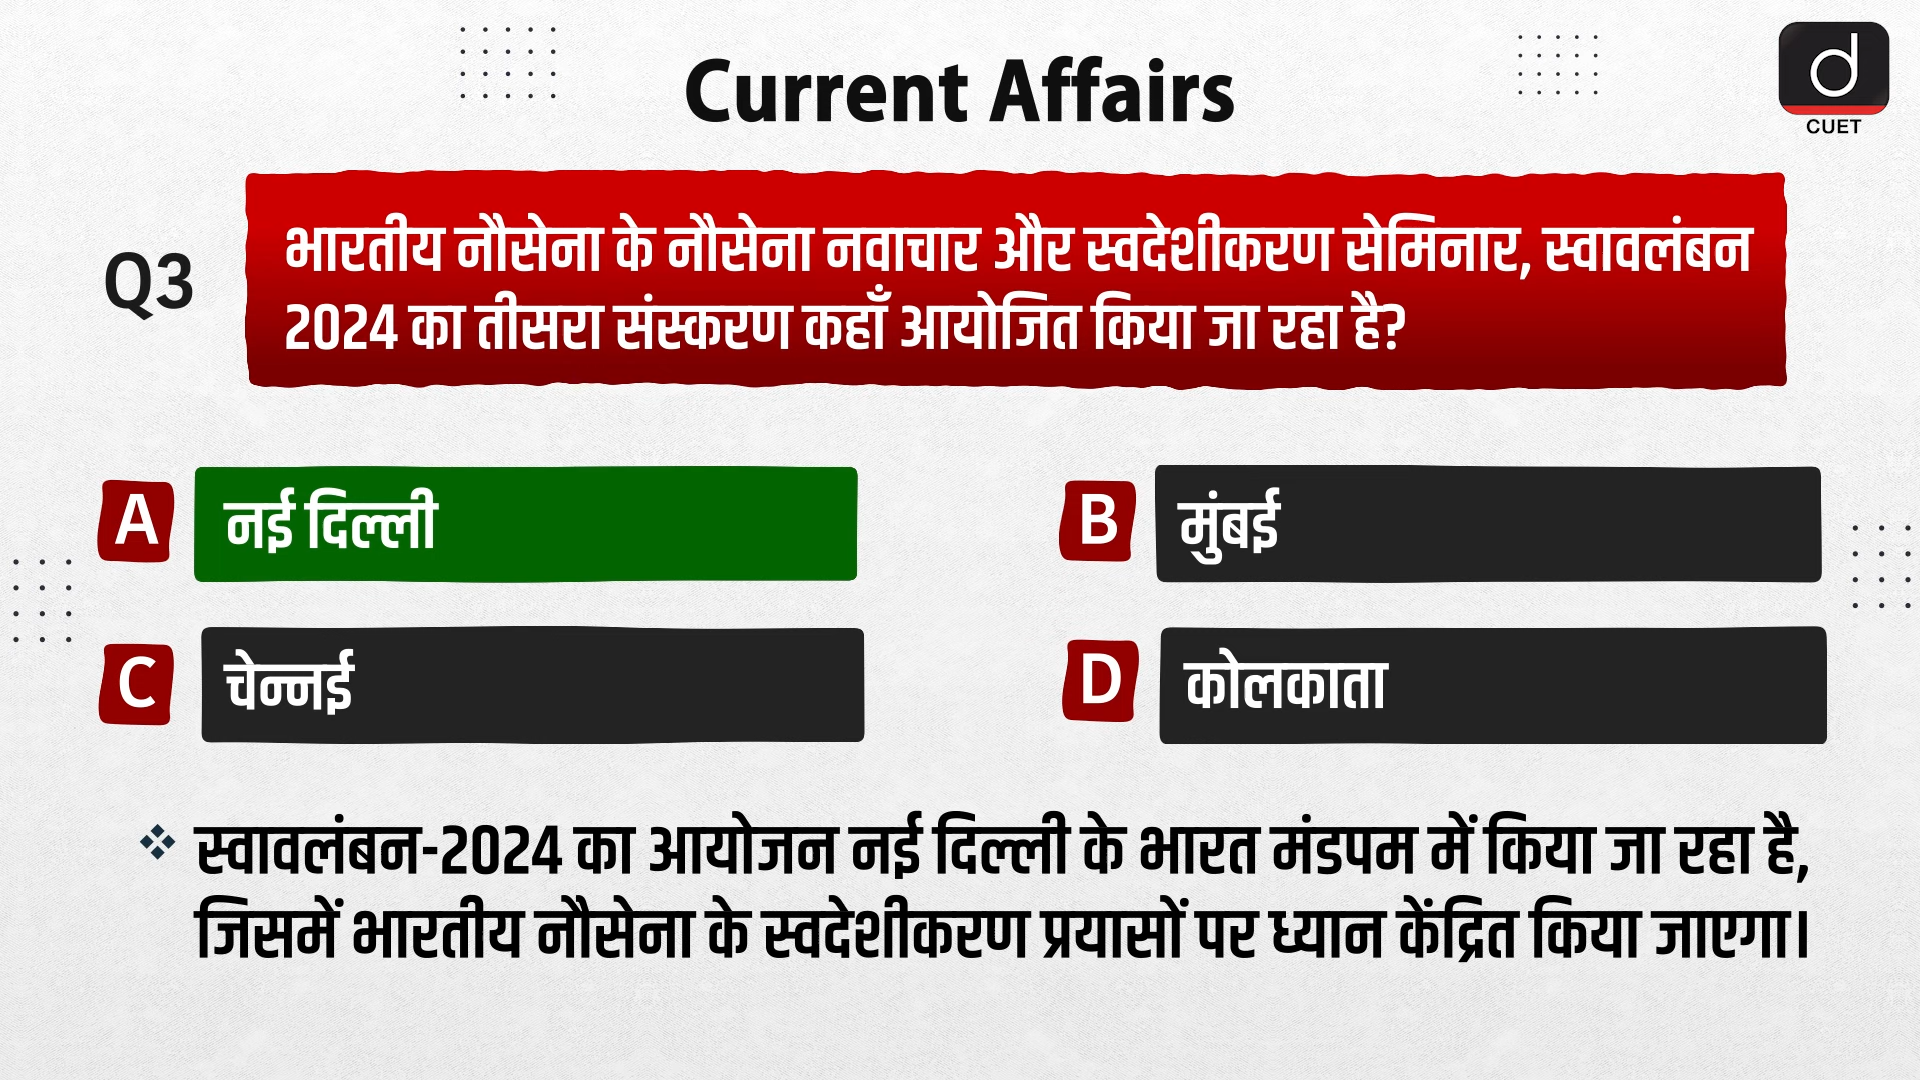 Current Affairs
d
CUET
Q3
भारतीय नौसेना के नौसेना नवाचार और स्वदेशीकरण सेमिनार, स्वावलंबन
2024 का तीसरा संस्करण कहाँ आयोजित किया जा रहा है?
A नई दिल्ली
B मुंबई
C चेन्नई
D कोलकाता
❖ स्वावलंबन-2024 का आयोजन नई दिल्ली के भारत मंडपम में किया जा रहा है,
जिसमें भारतीय नौसेना के स्वदेशीकरण प्रयासों पर ध्यान केंद्रित किया जाएगा।